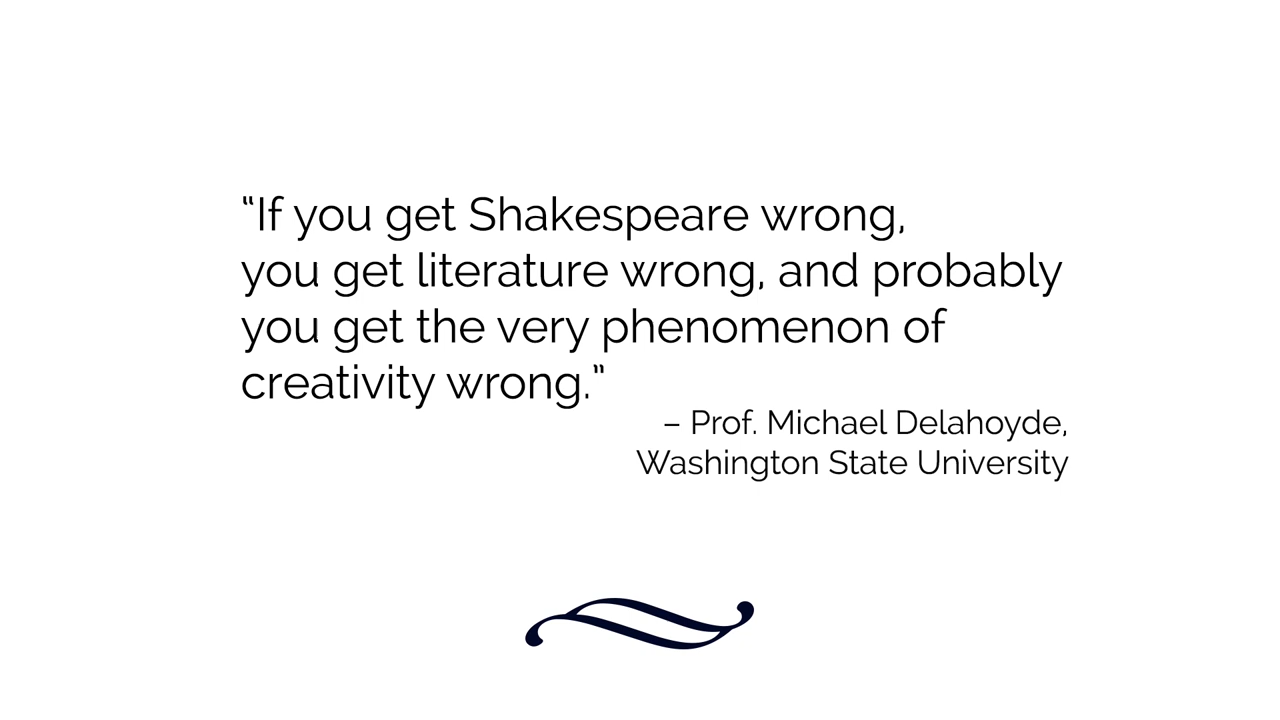 “If you get Shakespeare wrong,
you get literature wrong, and probably
you get the very phenomenon of
creativity wrong.”
– Prof. Michael Delahoyde,
Washington State University